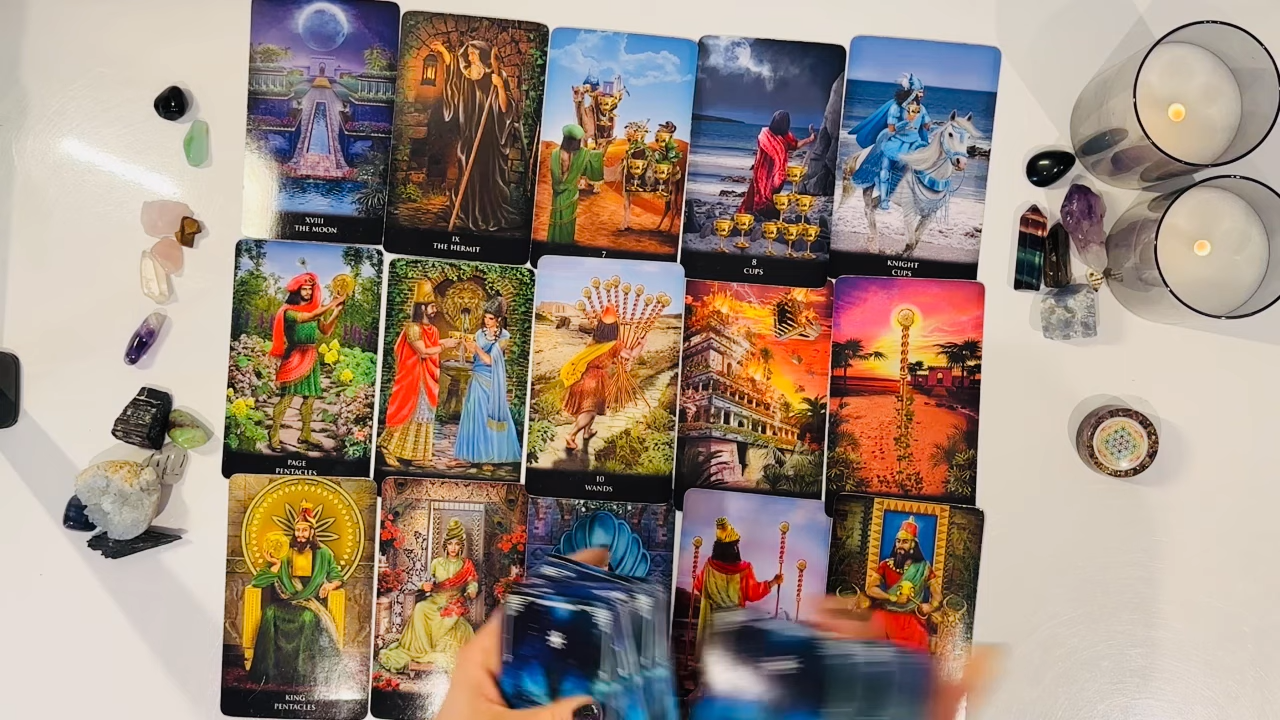 XVIII
THE MOON
IX
THE HERMIT
7
8
CUPS
KNIGHT
CUPS
PAGE
PENTACLES
10
WANDS
KING
PENTACLES